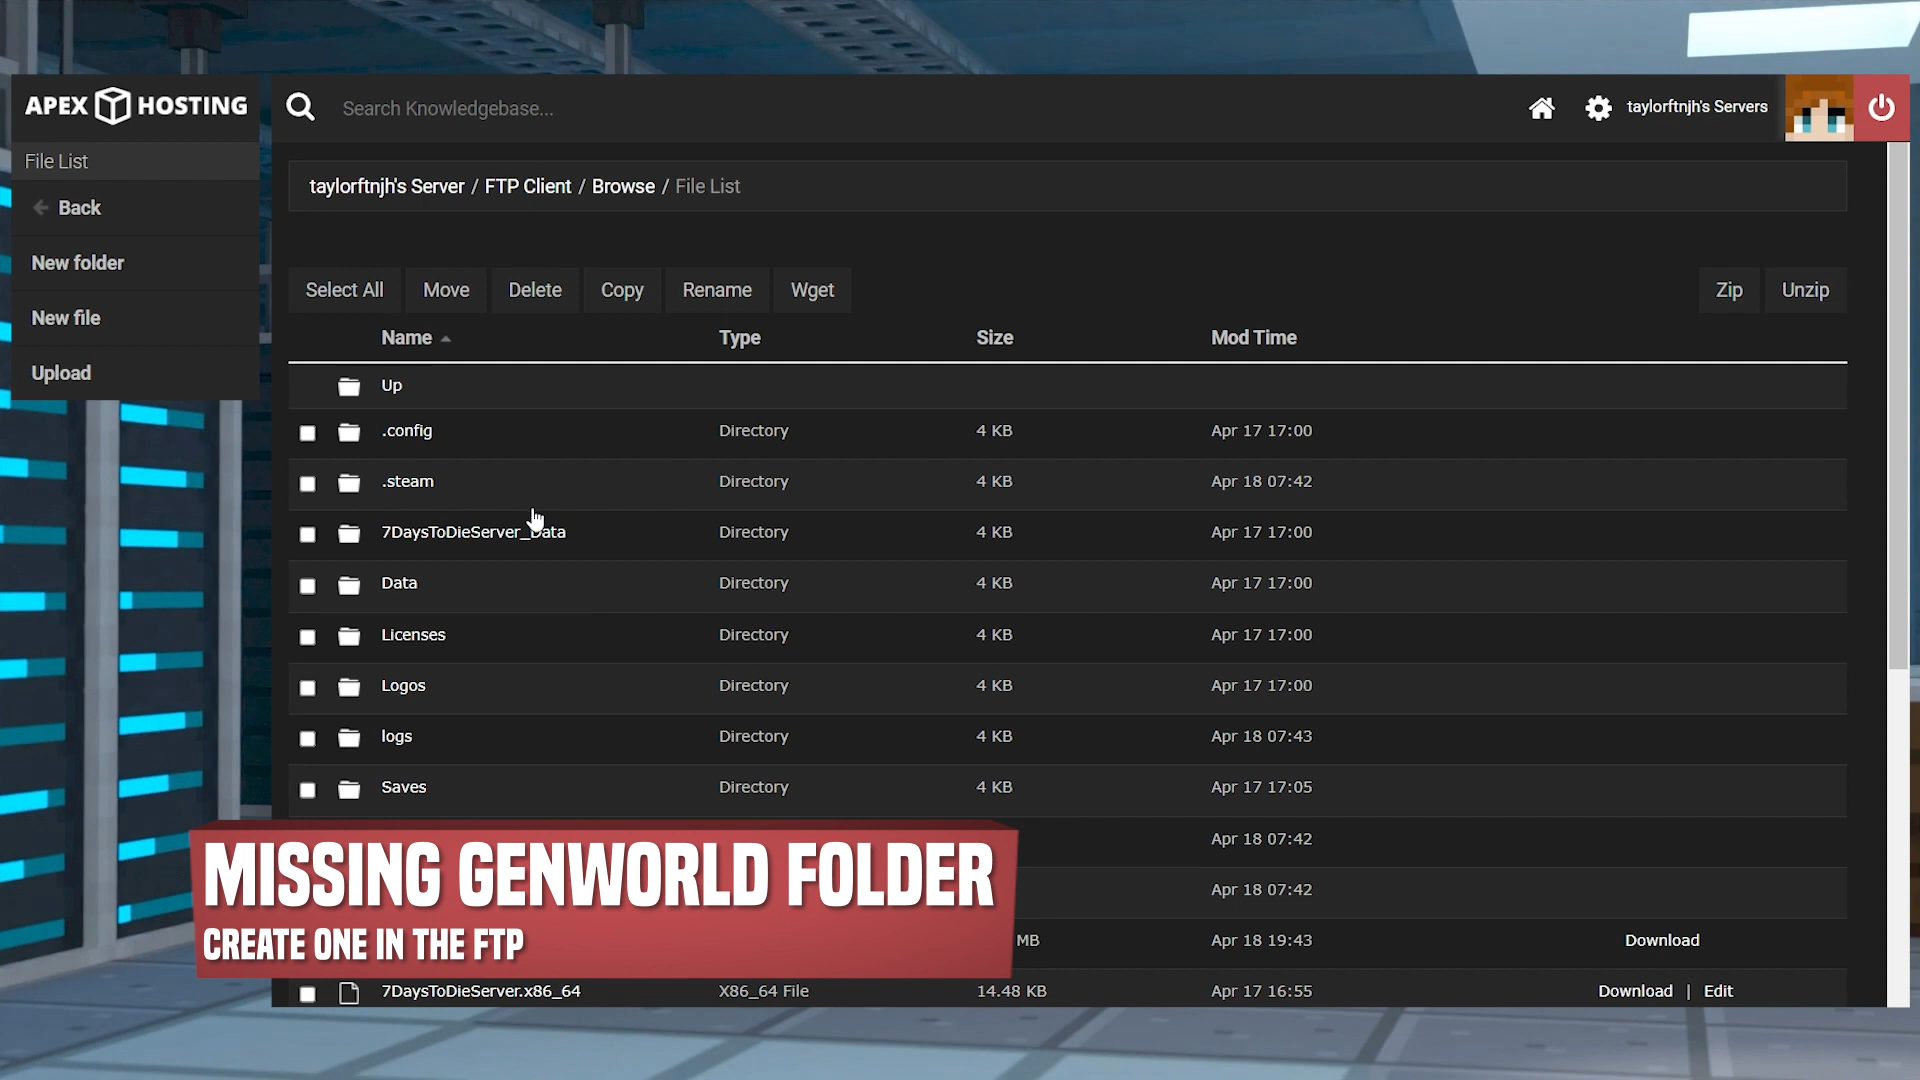 APEX HOSTING
Search Knowledgebase...
taylorftnjh's Servers
File List
Back
New folder
New file
Upload
taylorftnjh's Server / FTP Client / Browse / File List
Select All Move Delete Copy Rename Wget Zip Unzip
Name Type Size Mod Time
Up
.config Directory 4 KB Apr 17 17:00
.steam Directory 4 KB Apr 18 07:42
7DaysToDieServer_Data Directory 4 KB Apr 17 17:00
Data Directory 4 KB Apr 17 17:00
Licenses Directory 4 KB Apr 17 17:00
Logos Directory 4 KB Apr 17 17:00
logs Directory 4 KB Apr 18 07:43
Saves Directory 4 KB Apr 17 17:05
Apr 18 07:42
Apr 18 07:42
MB Apr 18 19:43 Download
7DaysToDieServer.x86_64 X86_64 File 14.48 KB Apr 17 16:55 Download | Edit
MISSING GENWORLD FOLDER
CREATE ONE IN THE FTP